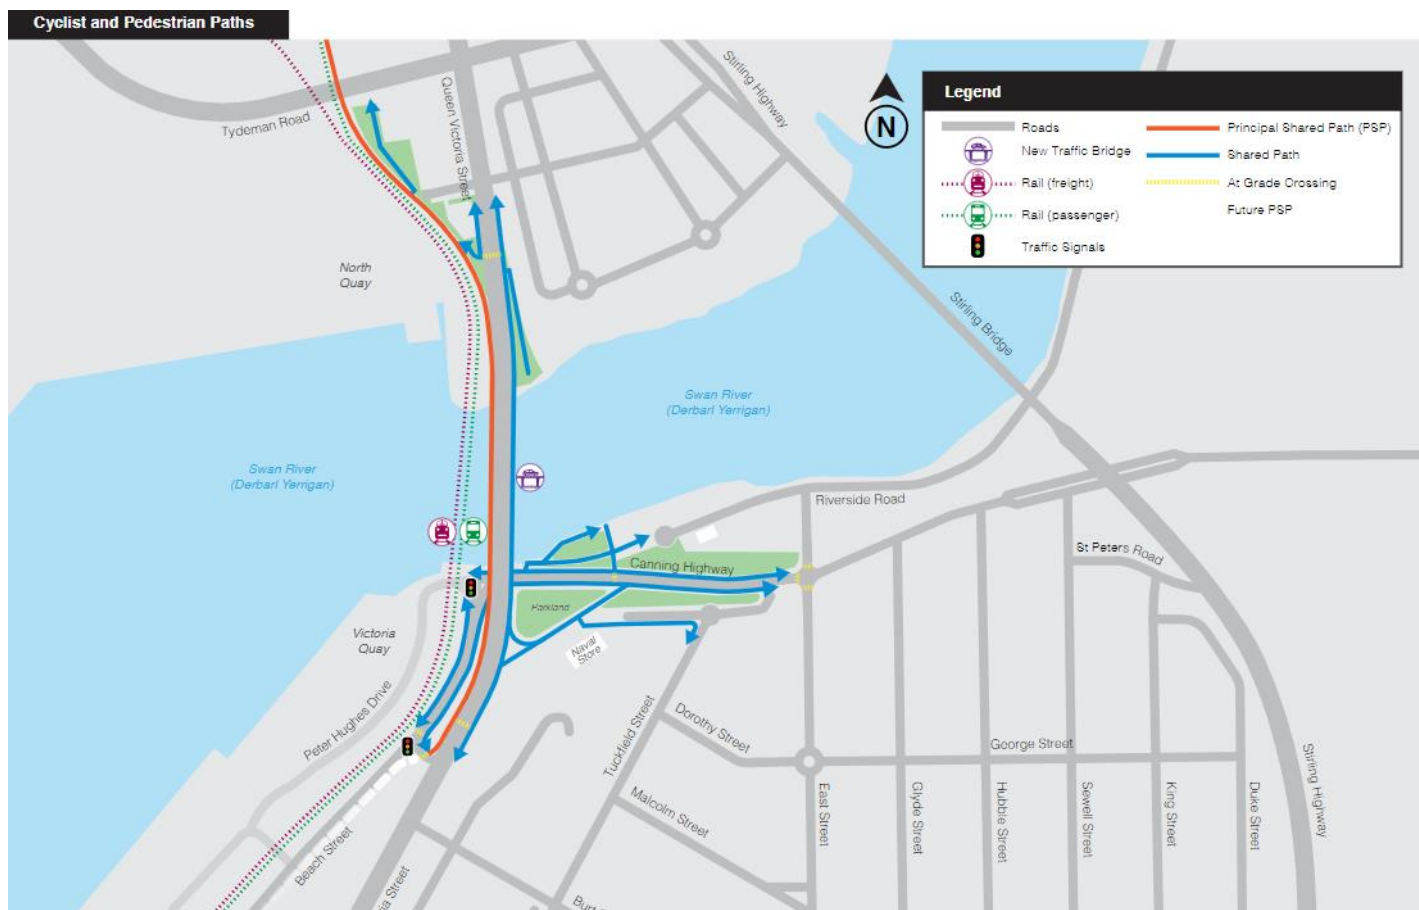 Cyclist and Pedestrian Paths
Legend
Roads
New Traffic Bridge
Rail (freight)
Rail (passenger)
Traffic Signals
Principal Shared Path (PSP)
Shared Path
At Grade Crossing
Future PSP
N
Stirling Highway
Tydeman Road
Queen Victoria Street
North
Quay
Stirling Bridge
Swan River
(Derbarl Yerrigan)
Swan River
(Derbarl Yerrigan)
Riverside Road
St Peters Road
Canning Highway
Parkland
Victoria
Quay
Naval
Store
Peter Hughes Drive
Tuckfield Street
Dorothy Street
George Street
Stirling Highway
Malcolm Street
East Street
Glyde Street
Hubble Street
Sewell Street
King Street
Duke Street
Beach Street
ia Street
Burt